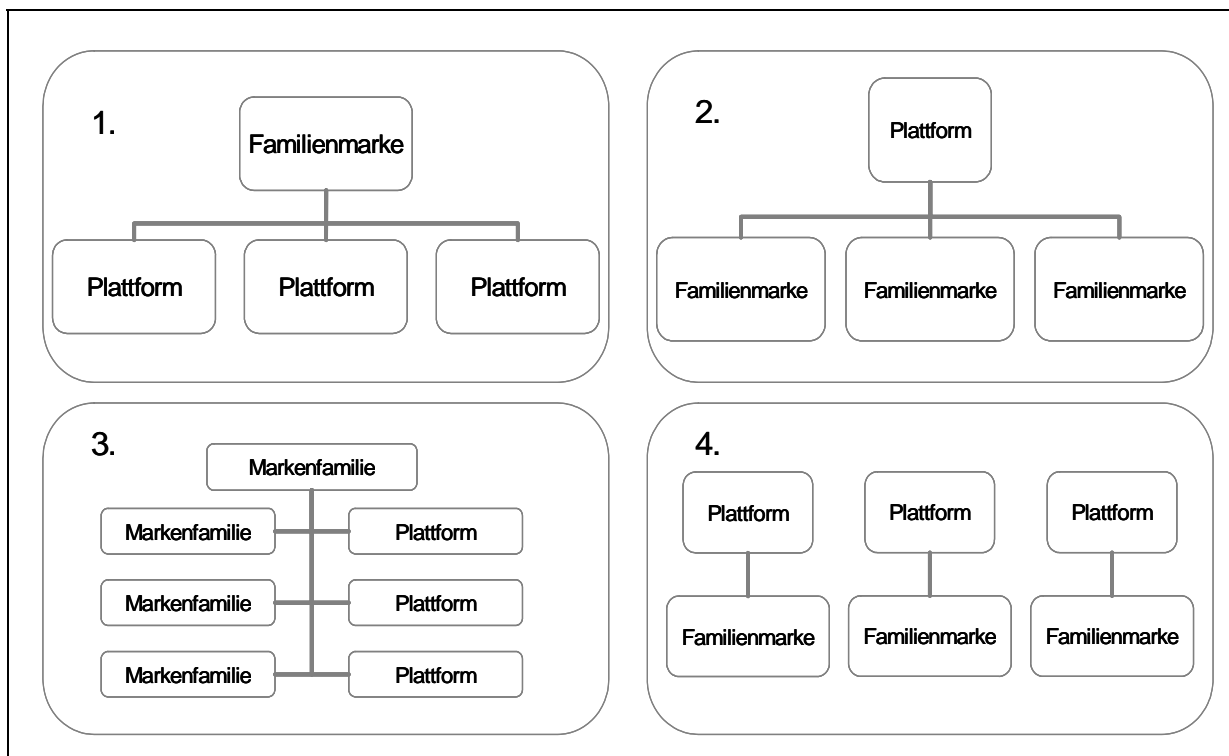 1.
Familienmarke
Plattform Plattform Plattform
2.
Plattform
Familienmarke Familienmarke Familienmarke
3.
Markenfamilie
Markenfamilie Plattform
Markenfamilie Plattform
Markenfamilie Plattform
4.
Plattform Plattform Plattform
Familienmarke Familienmarke Familienmarke